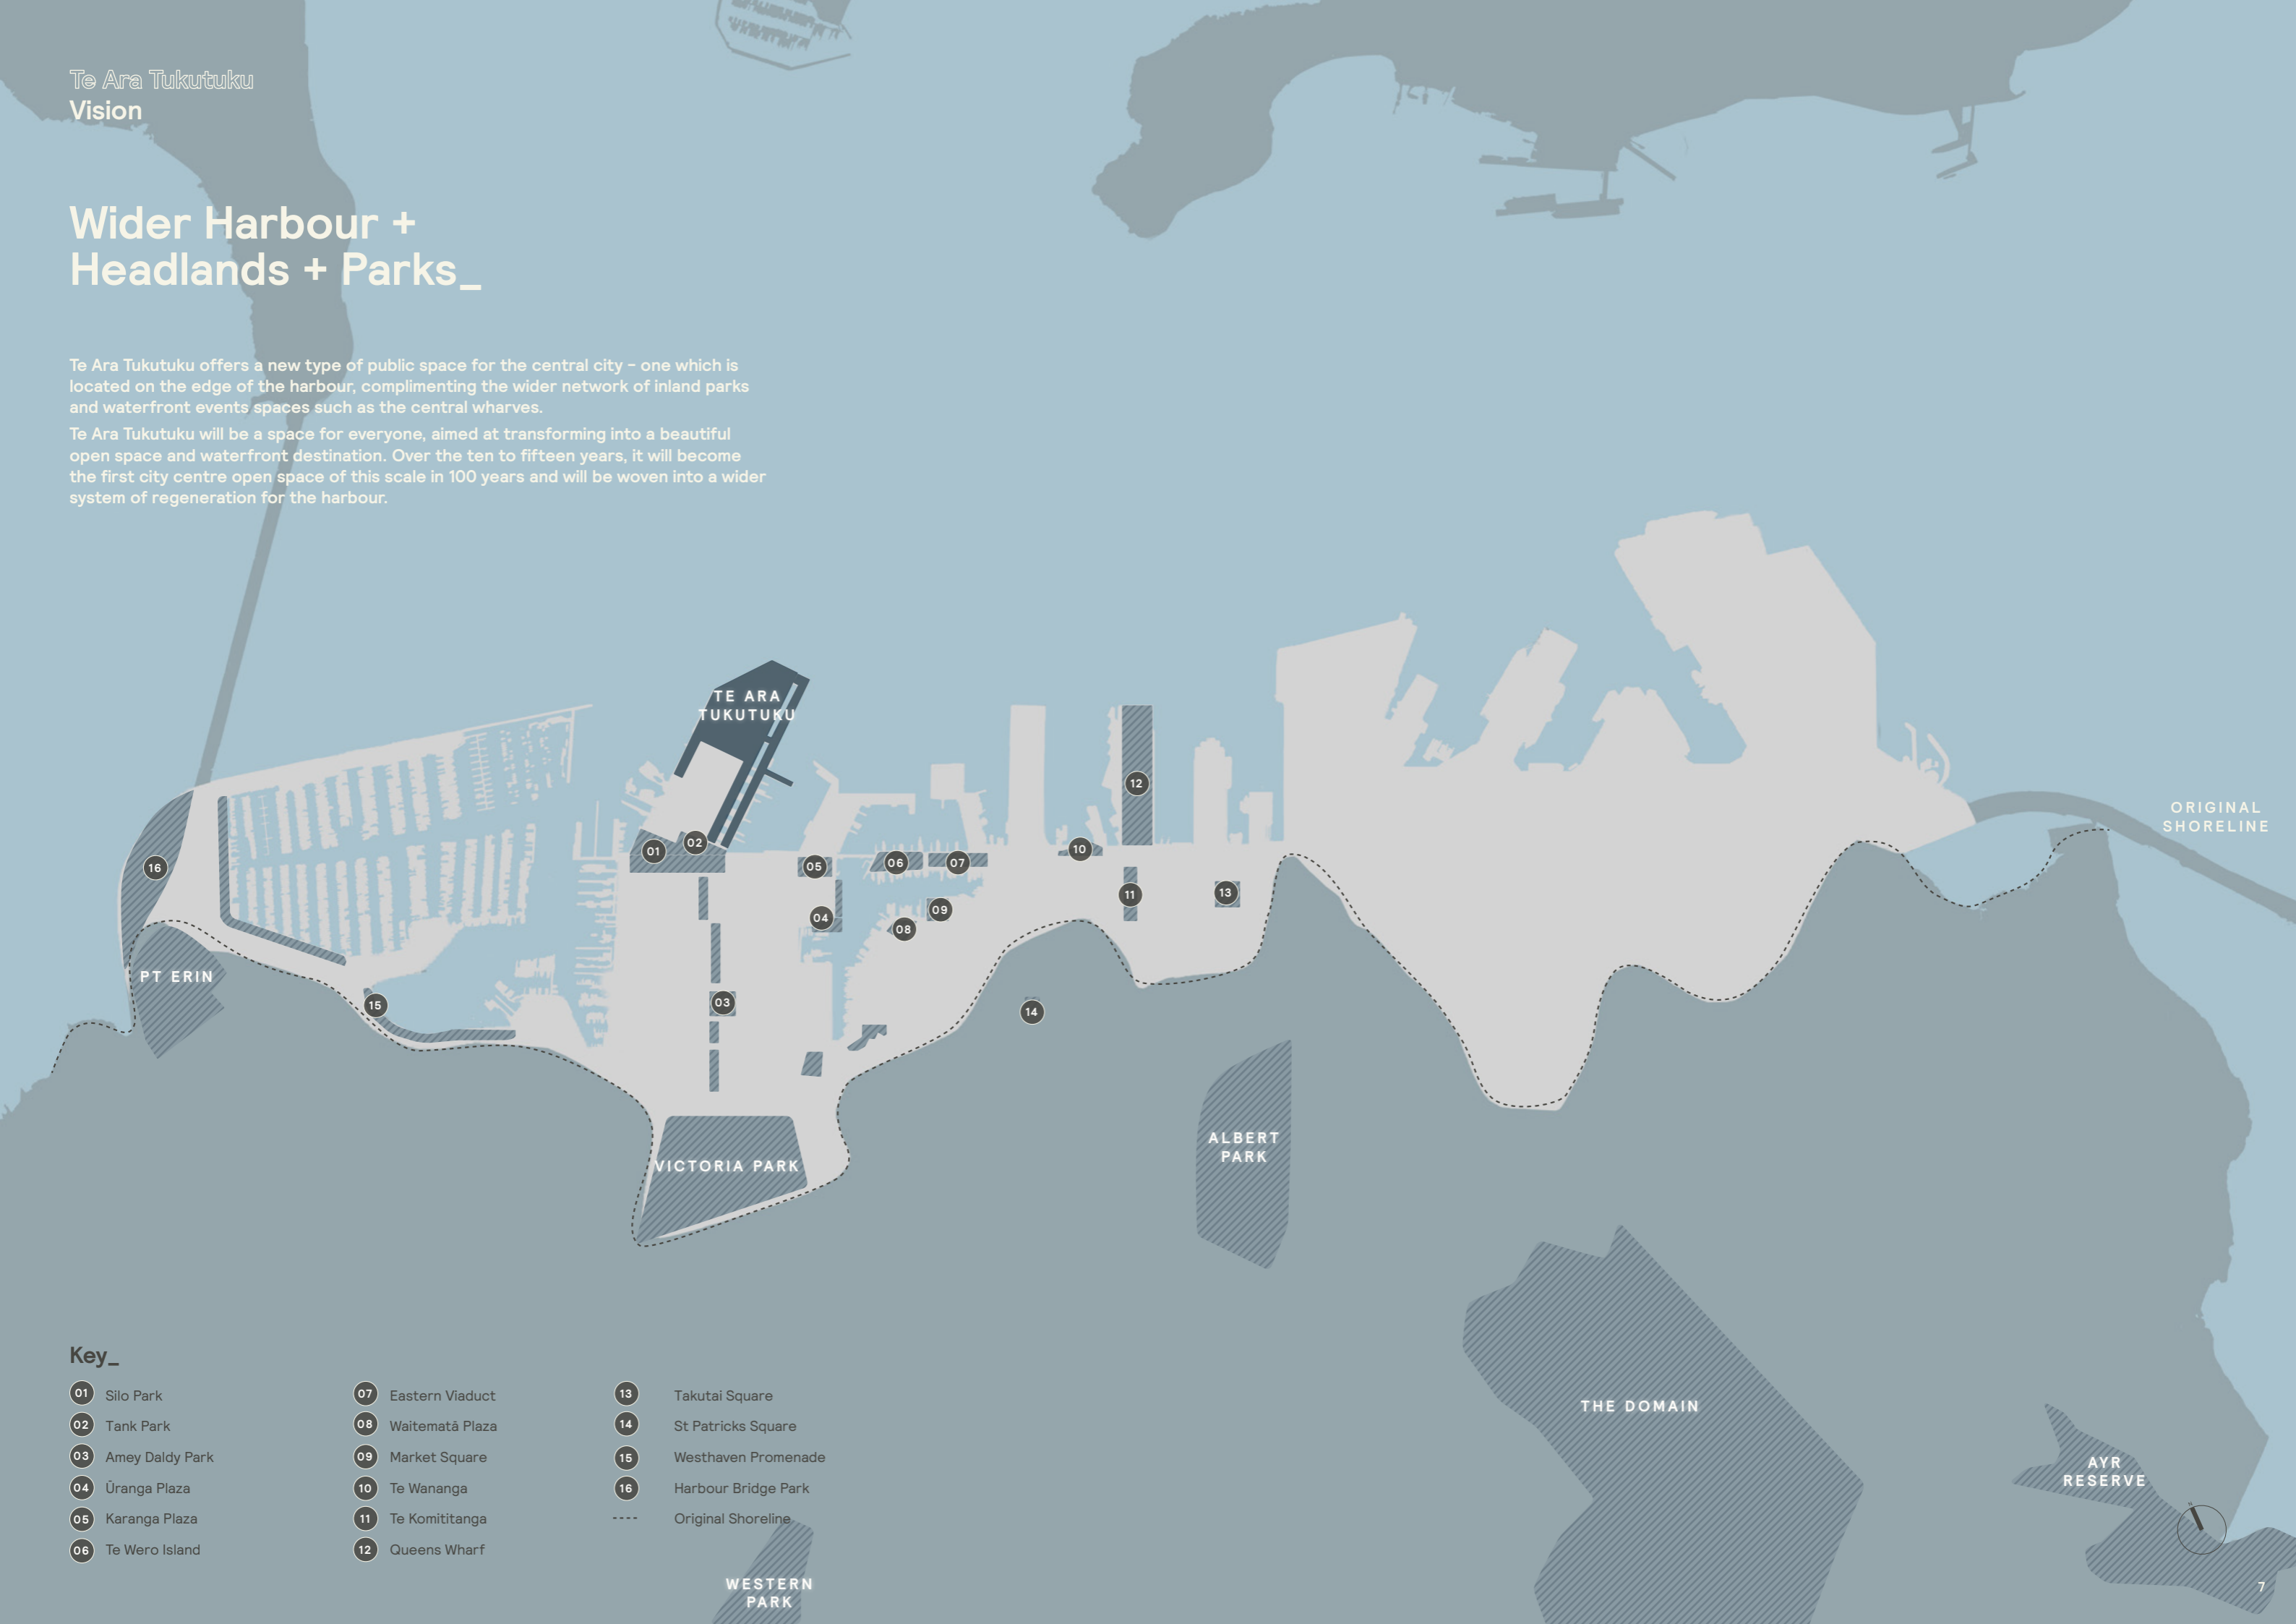 Te Ara Tukutuku
Vision
Wider Harbour +
Headlands + Parks_
Te Ara Tukutuku offers a new type of public space for the central city – one which is
located on the edge of the harbour, complimenting the wider network of inland parks
and waterfront events spaces such as the central wharves.
Te Ara Tukutuku will be a space for everyone, aimed at transforming into a beautiful
open space and waterfront destination. Over the ten to fifteen years, it will become
the first city centre open space of this scale in 100 years and will be woven into a wider
system of regeneration for the harbour.
TE ARA
TUKUTUKU
12
ORIGINAL
SHORELINE
01
02
05
06
07
10
16
04
09
08
11
13
PT ERIN
15
03
14
VICTORIA PARK
ALBERT
PARK
THE DOMAIN
AYR
RESERVE
WESTERN
PARK
Key_
01 Silo Park
02 Tank Park
03 Amey Daldy Park
04 Ūranga Plaza
05 Karanga Plaza
06 Te Wero Island
07 Eastern Viaduct
08 Waitematā Plaza
09 Market Square
10 Te Wananga
11 Te Komititanga
12 Queens Wharf
13 Takutai Square
14 St Patricks Square
15 Westhaven Promenade
16 Harbour Bridge Park
Original Shoreline
7